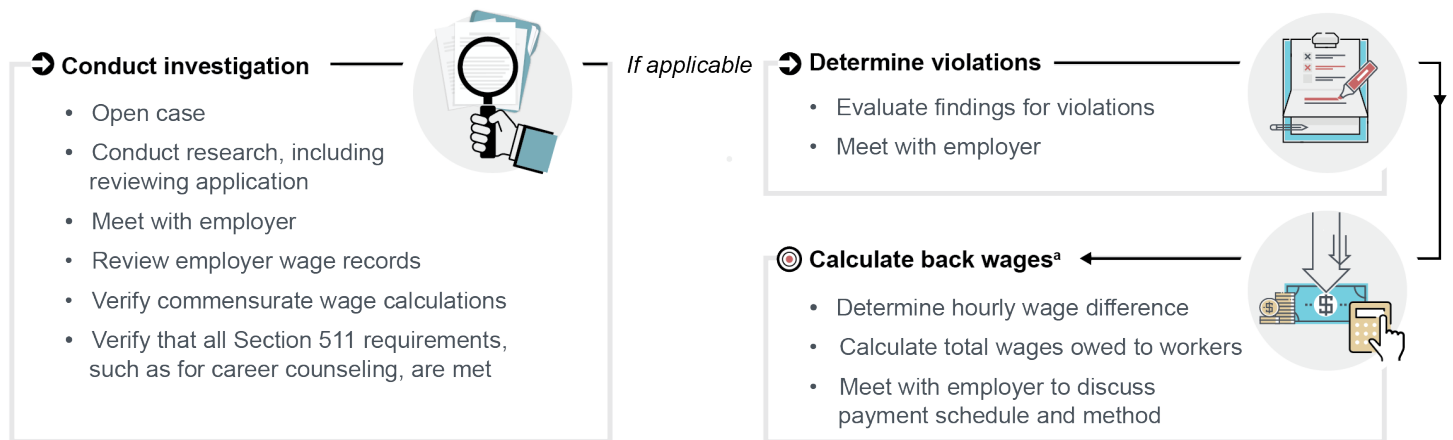 Conduct investigation
• Open case
• Conduct research, including
reviewing application
• Meet with employer
• Review employer wage records
• Verify commensurate wage calculations
• Verify that all Section 511 requirements,
such as for career counseling, are met
If applicable
Determine violations
• Evaluate findings for violations
• Meet with employer
Calculate back wagesᵃ
• Determine hourly wage difference
• Calculate total wages owed to workers
• Meet with employer to discuss
payment schedule and method
$
$